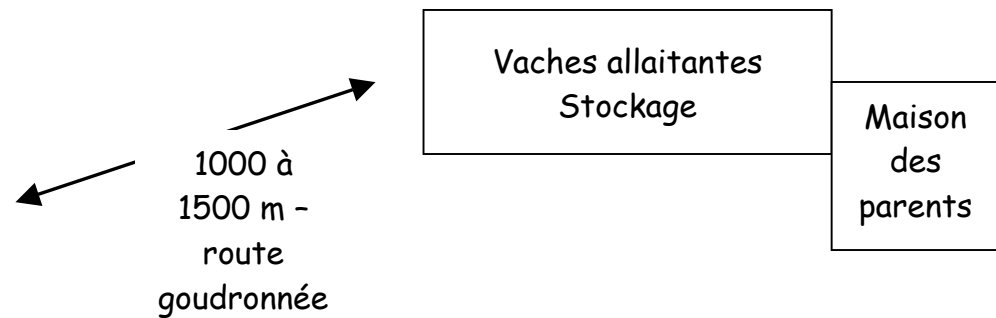 Vaches allaitantes
Stockage
Maison
des
parents
1000 à
1500 m –
route
goudronnée